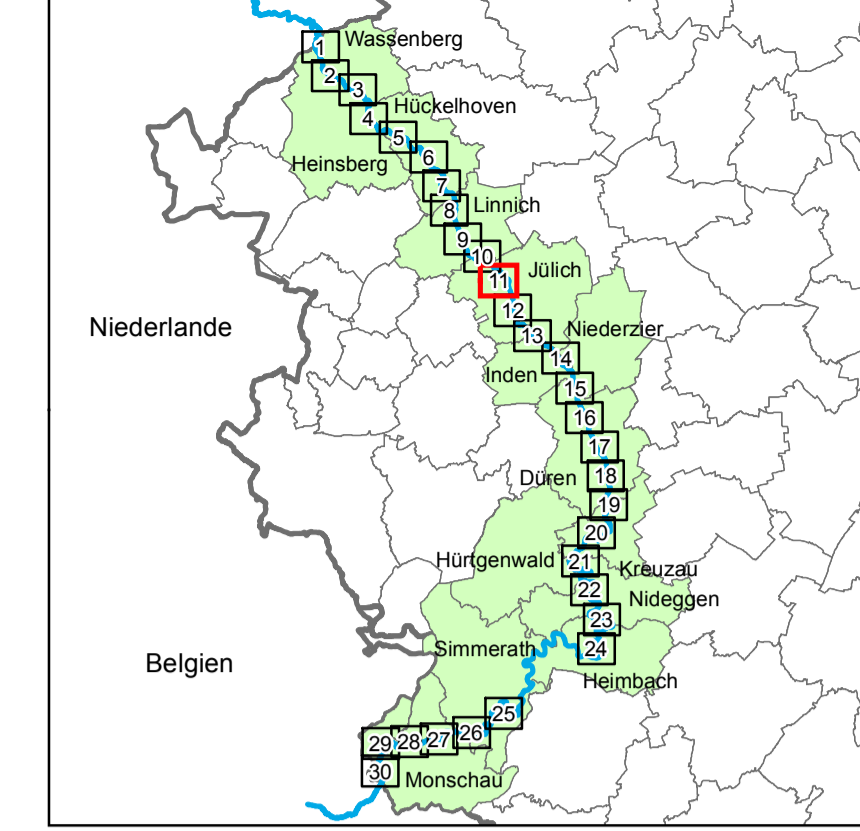 1
Wassenberg
2
3
Hückelhoven
4
5
6
Heinsberg
7
Linnich
8
9
10
Jülich
11
12
Niederlande
13
Niederzier
14
Inden
15
16
17
Düren
18
19
20
Hürtgenwald
21
Kreuzau
22
Nideggen
23
Simmerath
24
Belgien
Heimbach
25
26
27
28
29
30
Monschau